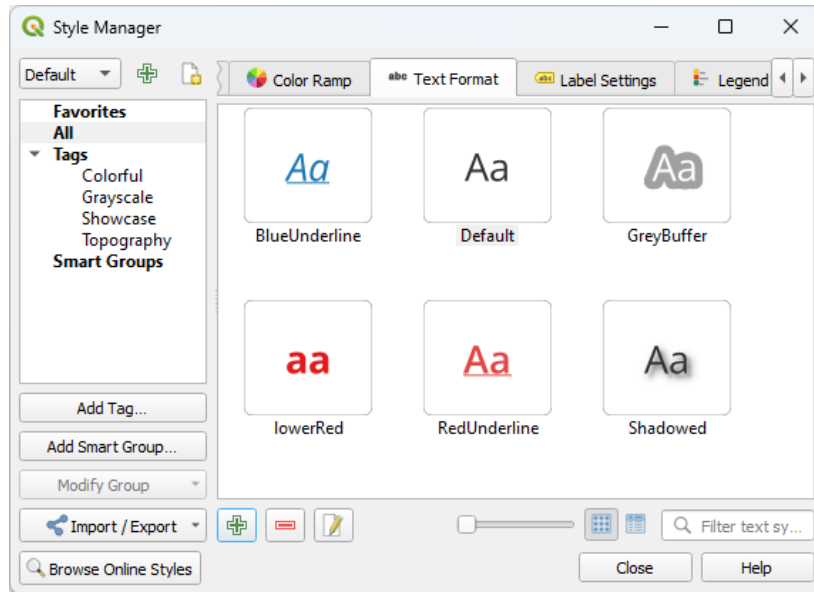 Style Manager
Default
Color Ramp
abc Text Format
abc Label Settings
Legend
Favorites
All
Tags
Colorful
Grayscale
Showcase
Topography
Smart Groups
Aa
Aa
Aa
BlueUnderline
Default
GreyBuffer
aa
Aa
Aa
lowerRed
RedUnderline
Shadowed
Add Tag...
Add Smart Group...
Modify Group
Import / Export
Filter text sy...
Browse Online Styles
Close
Help